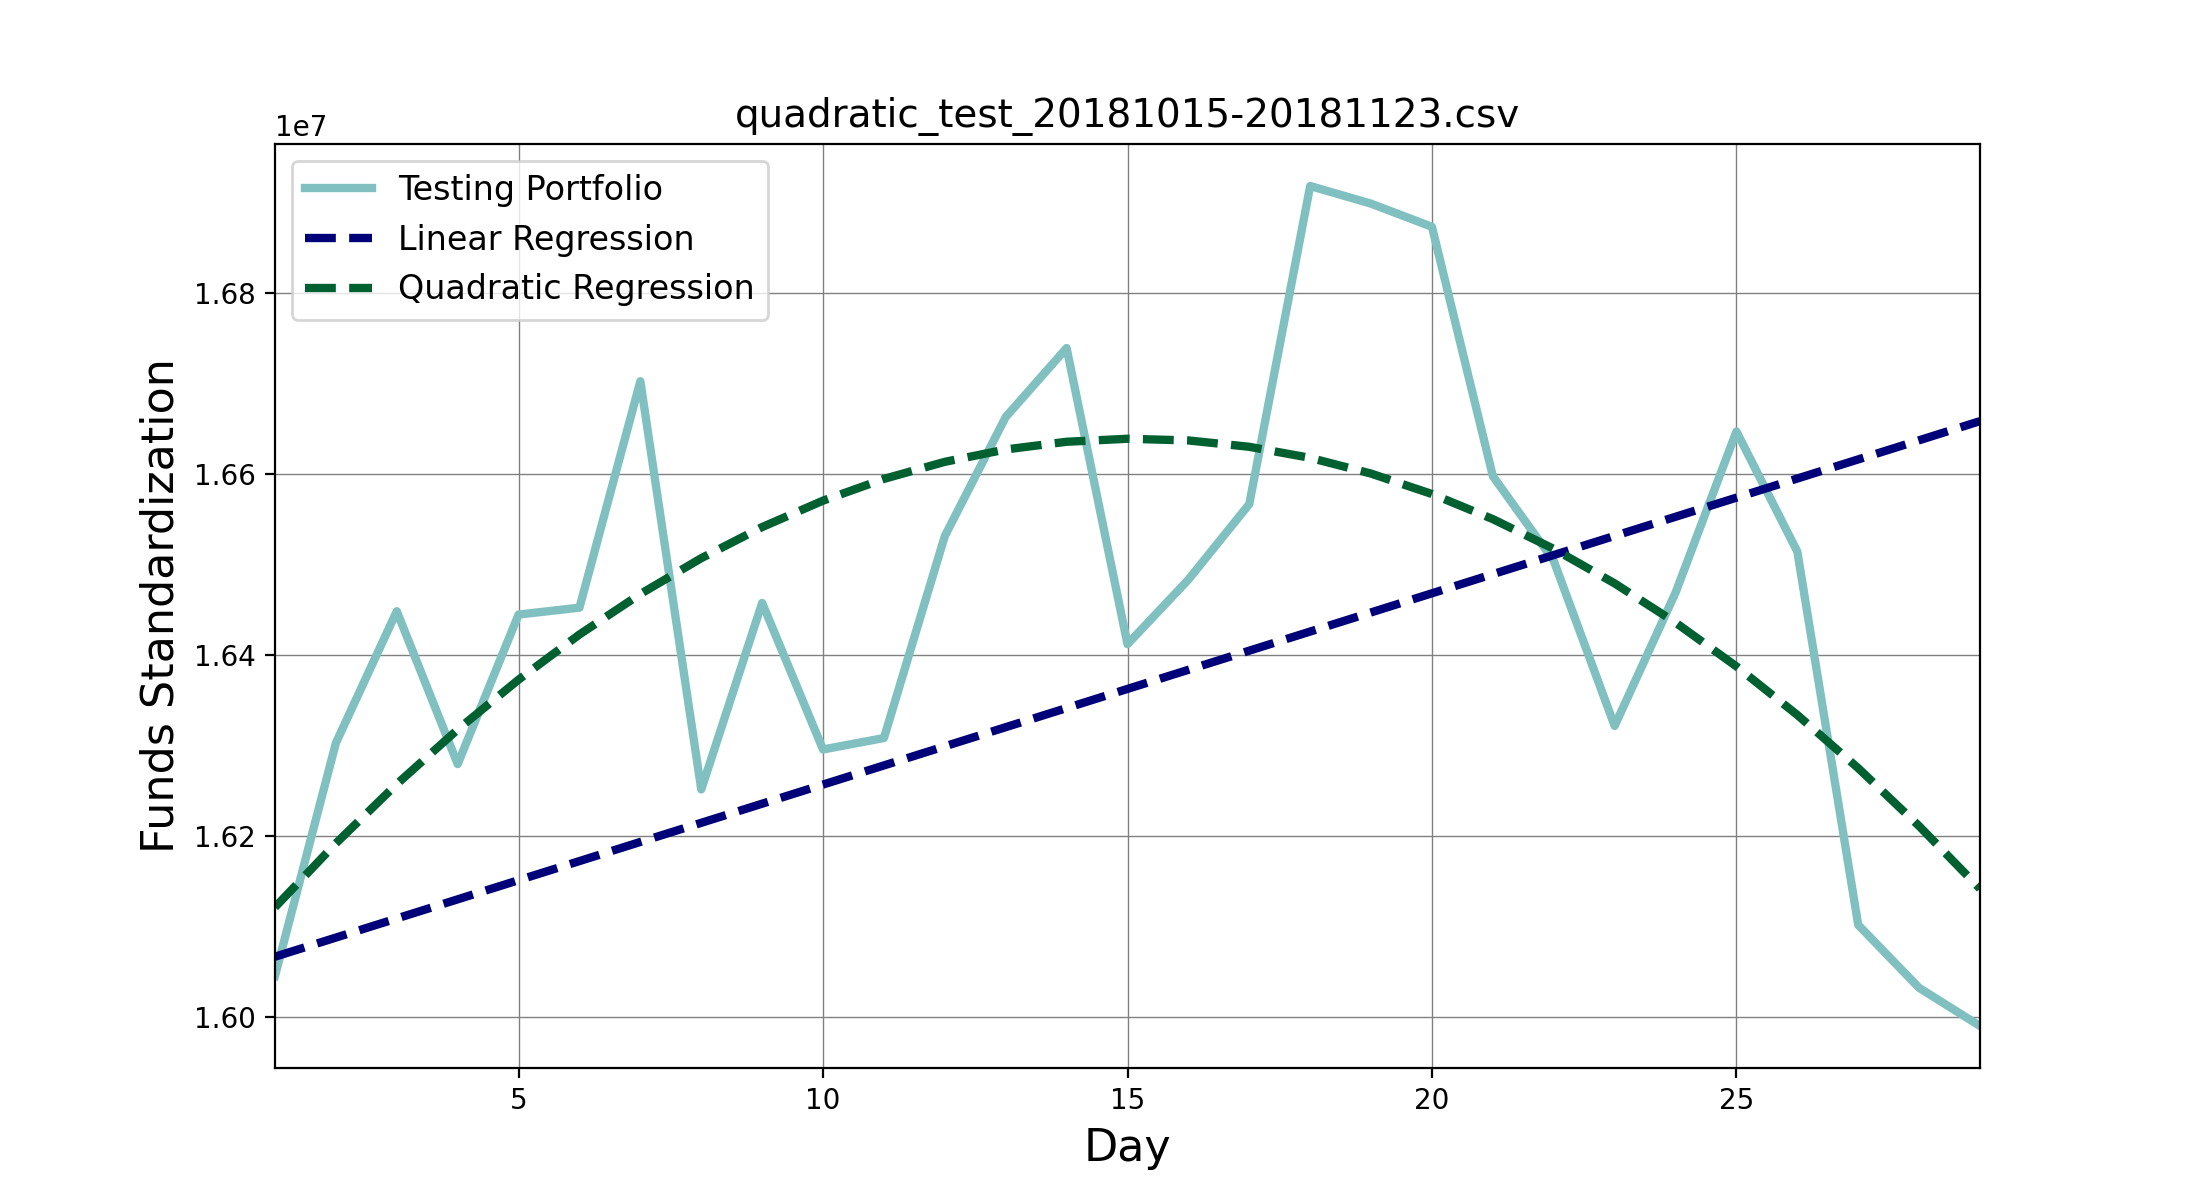 quadratic_test_20181015-20181123.csv
1e7
Testing Portfolio
Linear Regression
Quadratic Regression
Funds Standardization
1.68
1.66
1.64
1.62
1.60
5 10 15 20 25
Day